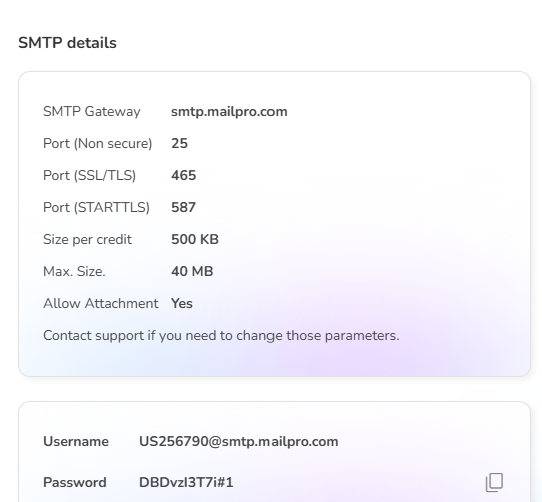 SMTP details
SMTP Gateway smtp.mailpro.com
Port (Non secure) 25
Port (SSL/TLS) 465
Port (STARTTLS) 587
Size per credit 500 KB
Max. Size. 40 MB
Allow Attachment Yes
Contact support if you need to change those parameters.
Username US256790@smtp.mailpro.com
Password DBDvzI3T7i#1